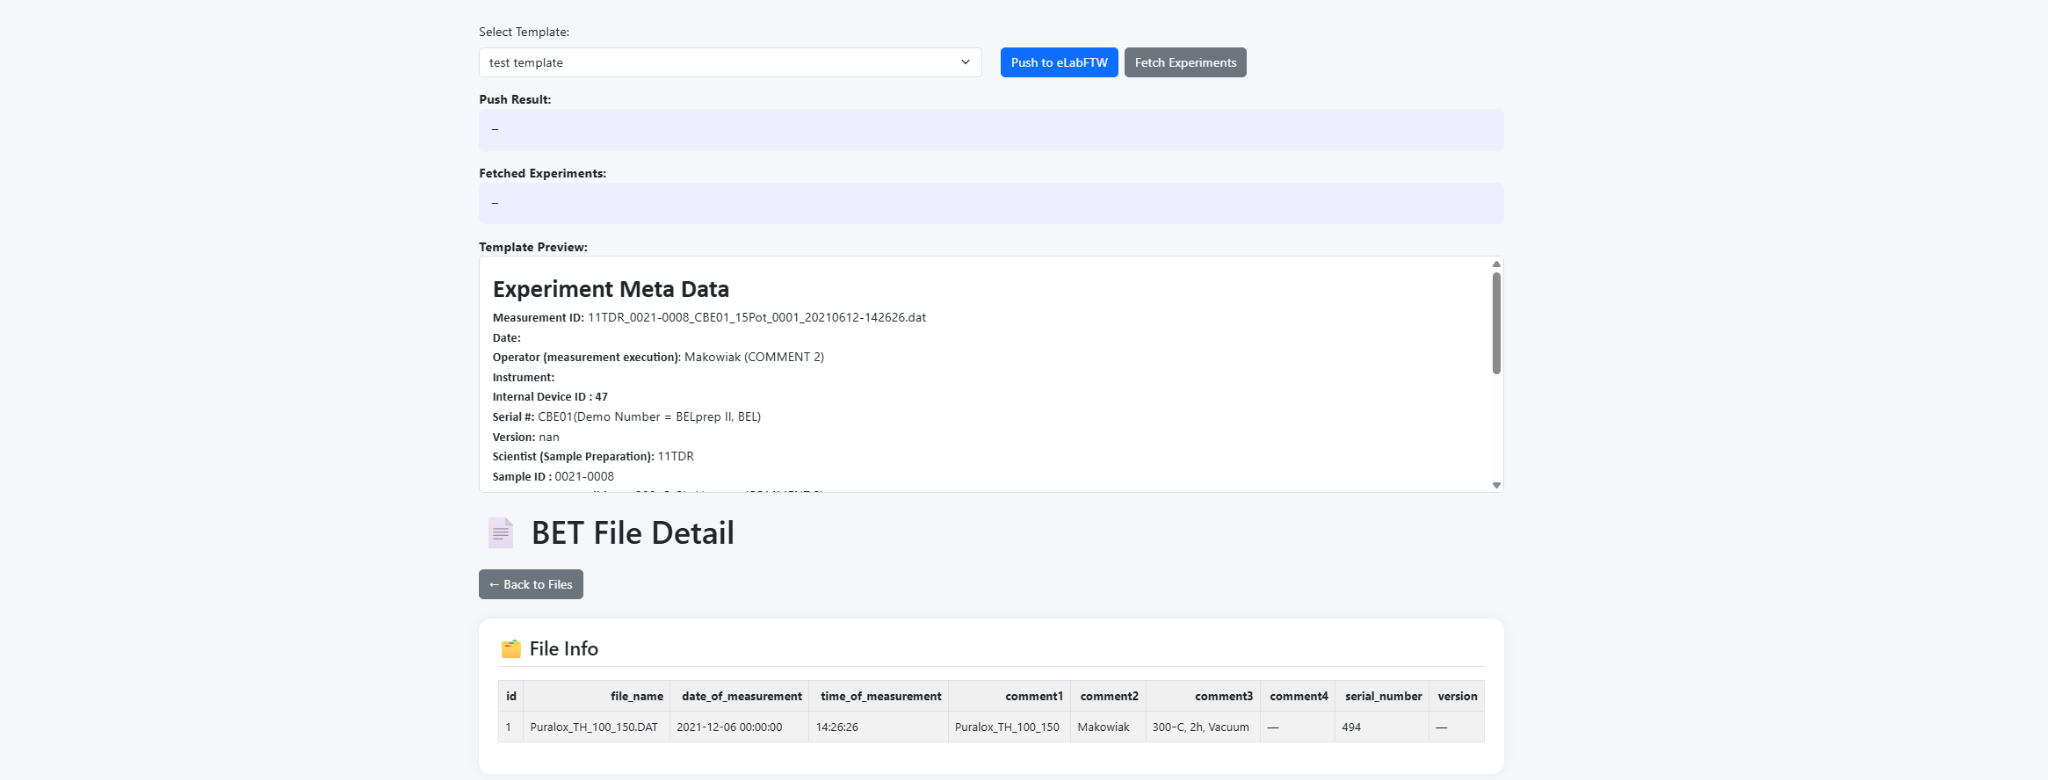 Select Template:
test template
Push to eLabFTW
Fetch Experiments
Push Result:
–
Fetched Experiments:
–
Template Preview:
Experiment Meta Data
Measurement ID: 11TDR_0021-0008_CBE01_15Pot_0001_20210612-142626.dat
Date:
Operator (measurement execution): Makowiak (COMMENT 2)
Instrument:
Internal Device ID : 47
Serial #: CBE01(Demo Number = BELprep II, BEL)
Version: nan
Scientist (Sample Preparation): 11TDR
Sample ID : 0021-0008
BET File Detail
← Back to Files
File Info
id file_name date_of_measurement time_of_measurement comment1 comment2 comment3 comment4 serial_number version
1 Puralox_TH_100_150.DAT 2021-12-06 00:00:00 14:26:26 Puralox_TH_100_150 Makowiak 300-C, 2h, Vacuum — 494 —